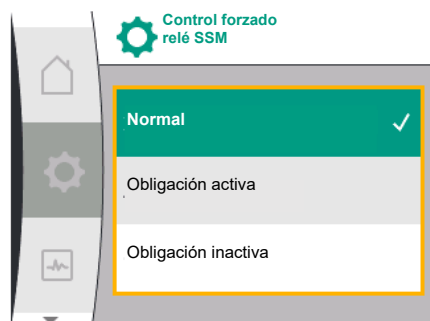 Control forzado
relé SSM
Normal
Obligación activa
Obligación inactiva